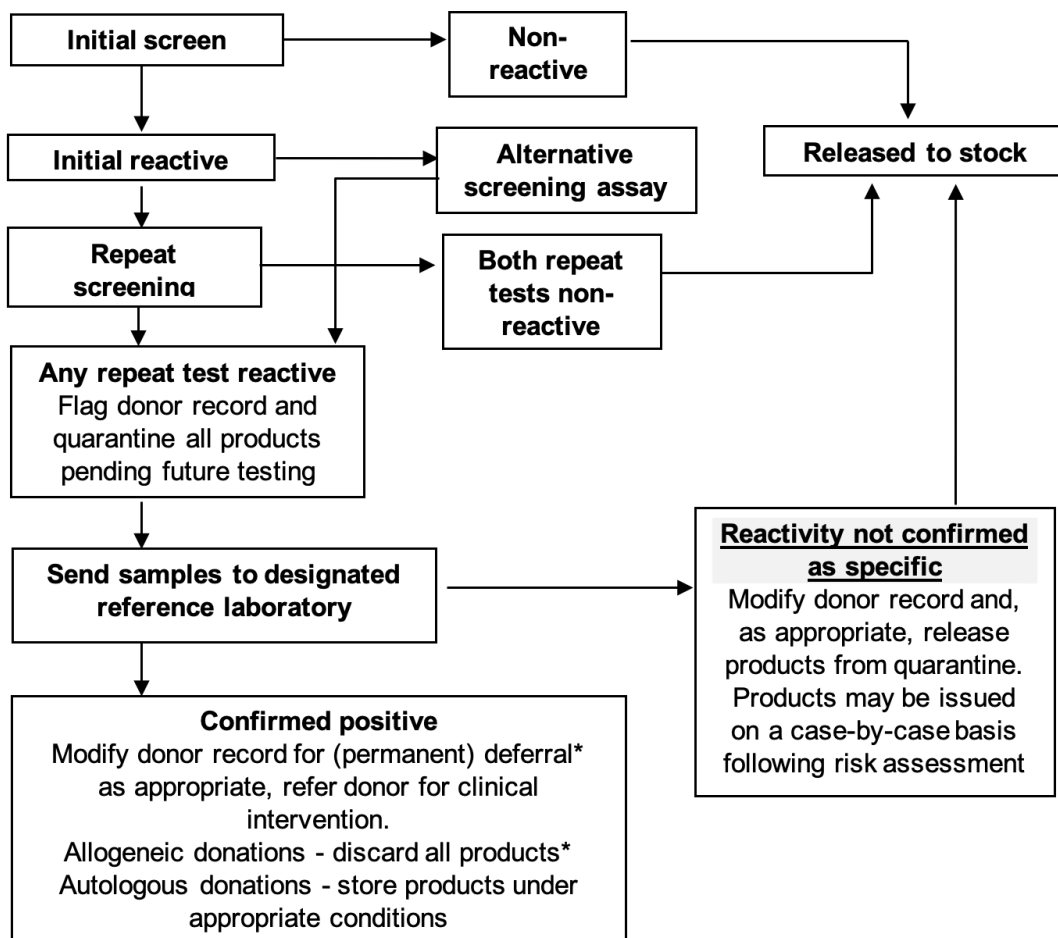 Initial screen
Non-
reactive
Initial reactive
Alternative
screening assay
Released to stock
Repeat
screening
Both repeat
tests non-
reactive
Any repeat test reactive
Flag donor record and
quarantine all products
pending future testing
Send samples to designated
reference laboratory
Reactivity not confirmed
as specific
Modify donor record and,
as appropriate, release
products from quarantine.
Products may be issued
on a case-by-case basis
following risk assessment
Confirmed positive
Modify donor record for (permanent) deferral*
as appropriate, refer donor for clinical
intervention.
Allogeneic donations - discard all products*
Autologous donations - store products under
appropriate conditions